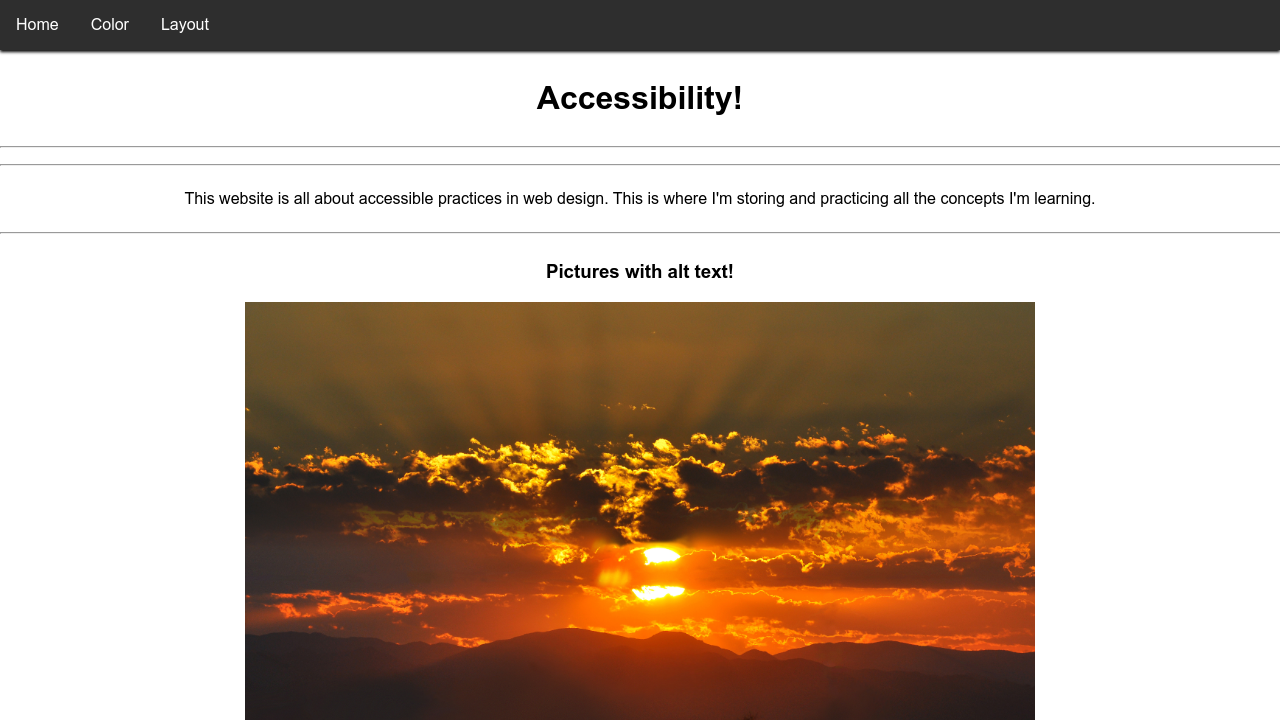 Home Color Layout
Accessibility!
This website is all about accessible practices in web design. This is where I'm storing and practicing all the concepts I'm learning.
Pictures with alt text!